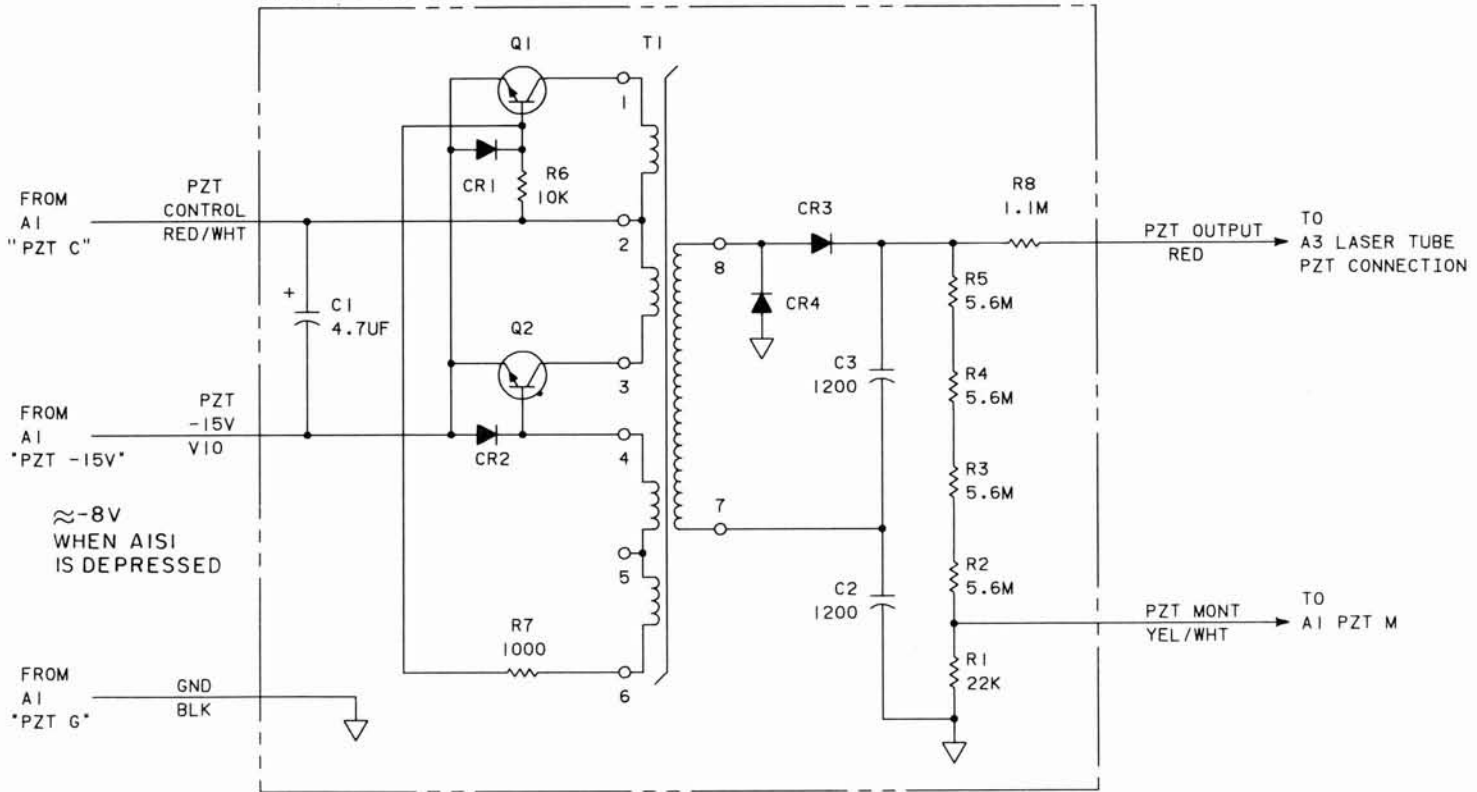 Q1
T1
1
CR1
R6
10K
FROM
A1
"PZT C"
PZT
CONTROL
RED/WHT
2
R8
1.1M
CR3
8
PZT OUTPUT
RED
TO
A3 LASER TUBE
PZT CONNECTION
+
C1
4.7UF
CR4
R5
5.6M
Q2
3
C3
1200
R4
5.6M
FROM
A1
"PZT -15V"
PZT
-15V
VIO
CR2
4
R3
5.6M
≈-8V
WHEN A1S1
IS DEPRESSED
7
5
R2
5.6M
C2
1200
R7
1000
PZT MONT
YEL/WHT
TO
A1 PZT M
6
R1
22K
FROM
A1
"PZT G"
GND
BLK